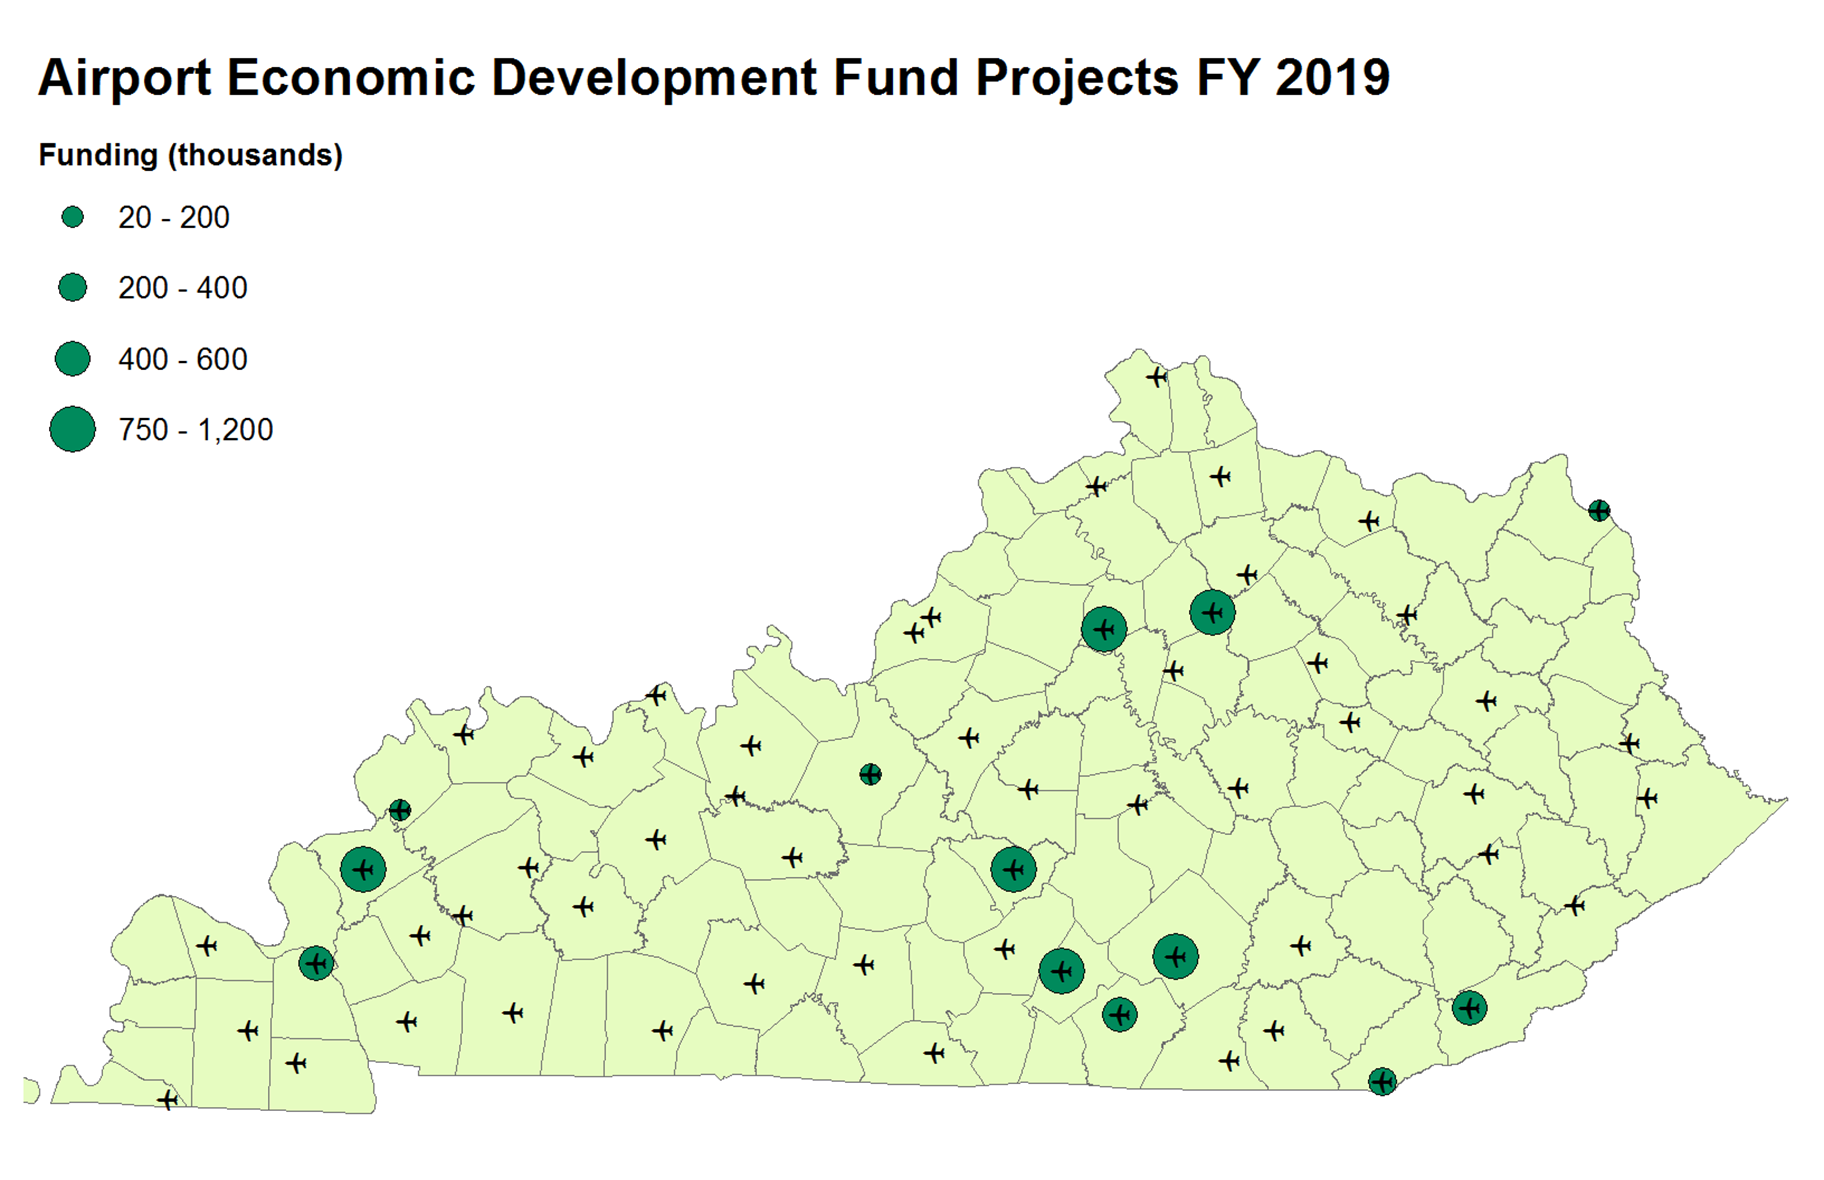 Airport Economic Development Fund Projects FY 2019
Funding (thousands)
20 - 200
200 - 400
400 - 600
750 - 1,200